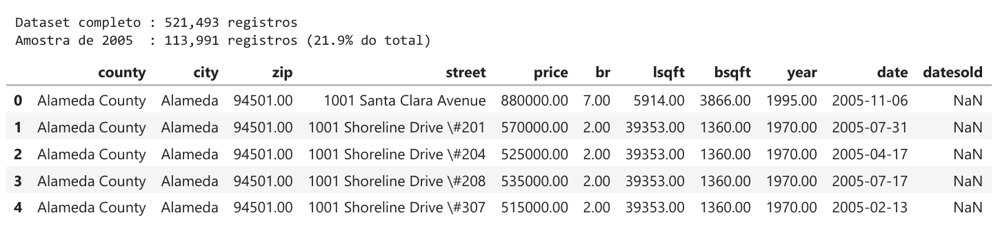 Dataset completo : 521,493 registros
Amostra de 2005  : 113,991 registros (21.9% do total)
county city zip street price br lsqft bsqft year date datesold
0 Alameda County Alameda 94501.00 1001 Santa Clara Avenue 880000.00 7.00 5914.00 3866.00 1995.00 2005-11-06 NaN
1 Alameda County Alameda 94501.00 1001 Shoreline Drive \#201 570000.00 2.00 39353.00 1360.00 1970.00 2005-07-31 NaN
2 Alameda County Alameda 94501.00 1001 Shoreline Drive \#204 525000.00 2.00 39353.00 1360.00 1970.00 2005-04-17 NaN
3 Alameda County Alameda 94501.00 1001 Shoreline Drive \#208 535000.00 2.00 39353.00 1360.00 1970.00 2005-07-17 NaN
4 Alameda County Alameda 94501.00 1001 Shoreline Drive \#307 515000.00 2.00 39353.00 1360.00 1970.00 2005-02-13 NaN